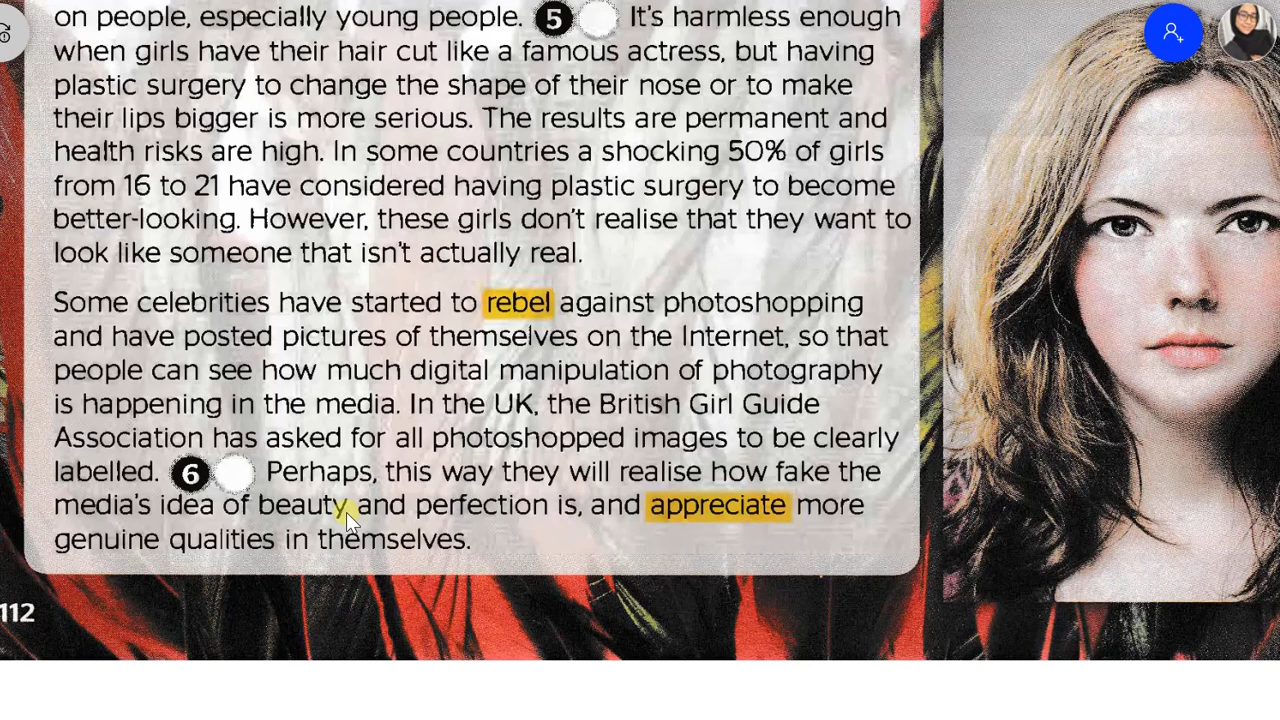 on people, especially young people. 5 It's harmless enough
when girls have their hair cut like a famous actress, but having
plastic surgery to change the shape of their nose or to make
their lips bigger is more serious. The results are permanent and
health risks are high. In some countries a shocking 50% of girls
from 16 to 21 have considered having plastic surgery to become
better-looking. However, these girls don't realise that they want to
look like someone that isn't actually real.
Some celebrities have started to rebel against photoshopping
and have posted pictures of themselves on the Internet, so that
people can see how much digital manipulation of photography
is happening in the media. In the UK, the British Girl Guide
Association has asked for all photoshopped images to be clearly
labelled. 6 Perhaps, this way they will realise how fake the
media's idea of beauty and perfection is, and appreciate more
genuine qualities in themselves.
112